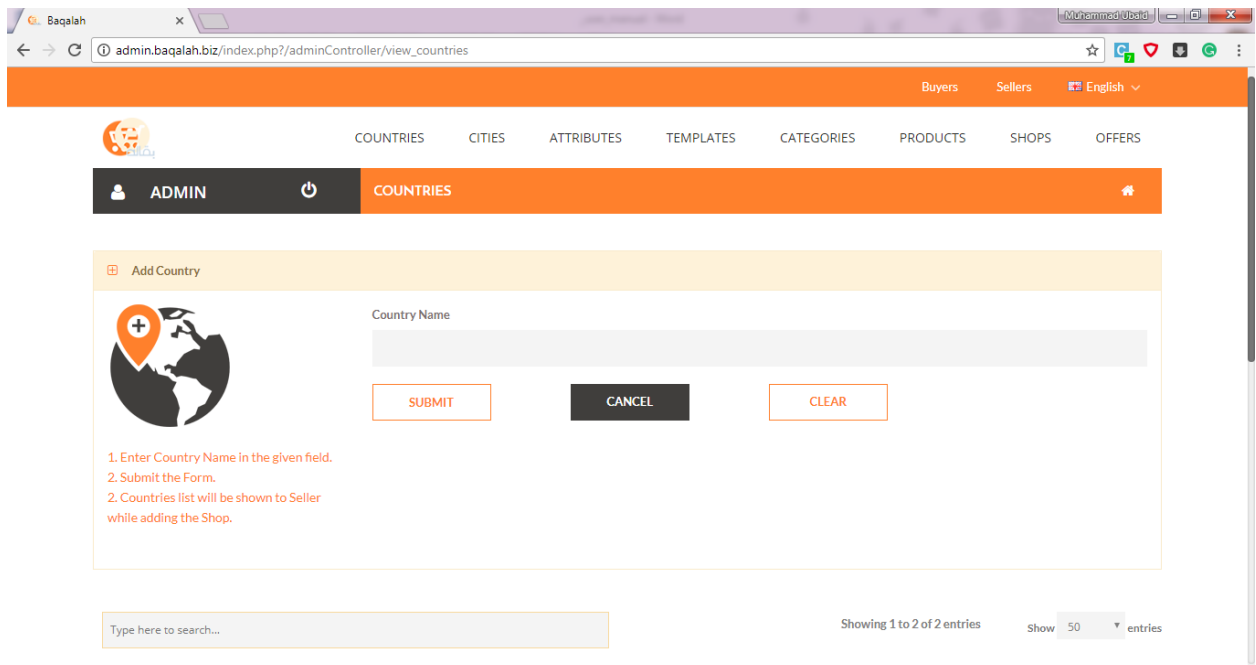 Baqalah
Muhammad Ubaid
admin.baqalah.biz/index.php?/adminController/view_countries
7
Buyers Sellers English
بقالة
COUNTRIES CITIES ATTRIBUTES TEMPLATES CATEGORIES PRODUCTS SHOPS OFFERS
ADMIN COUNTRIES
Add Country
Country Name
SUBMIT CANCEL CLEAR
1. Enter Country Name in the given field.
2. Submit the Form.
2. Countries list will be shown to Seller
while adding the Shop.
Type here to search... Showing 1 to 2 of 2 entries Show 50 entries